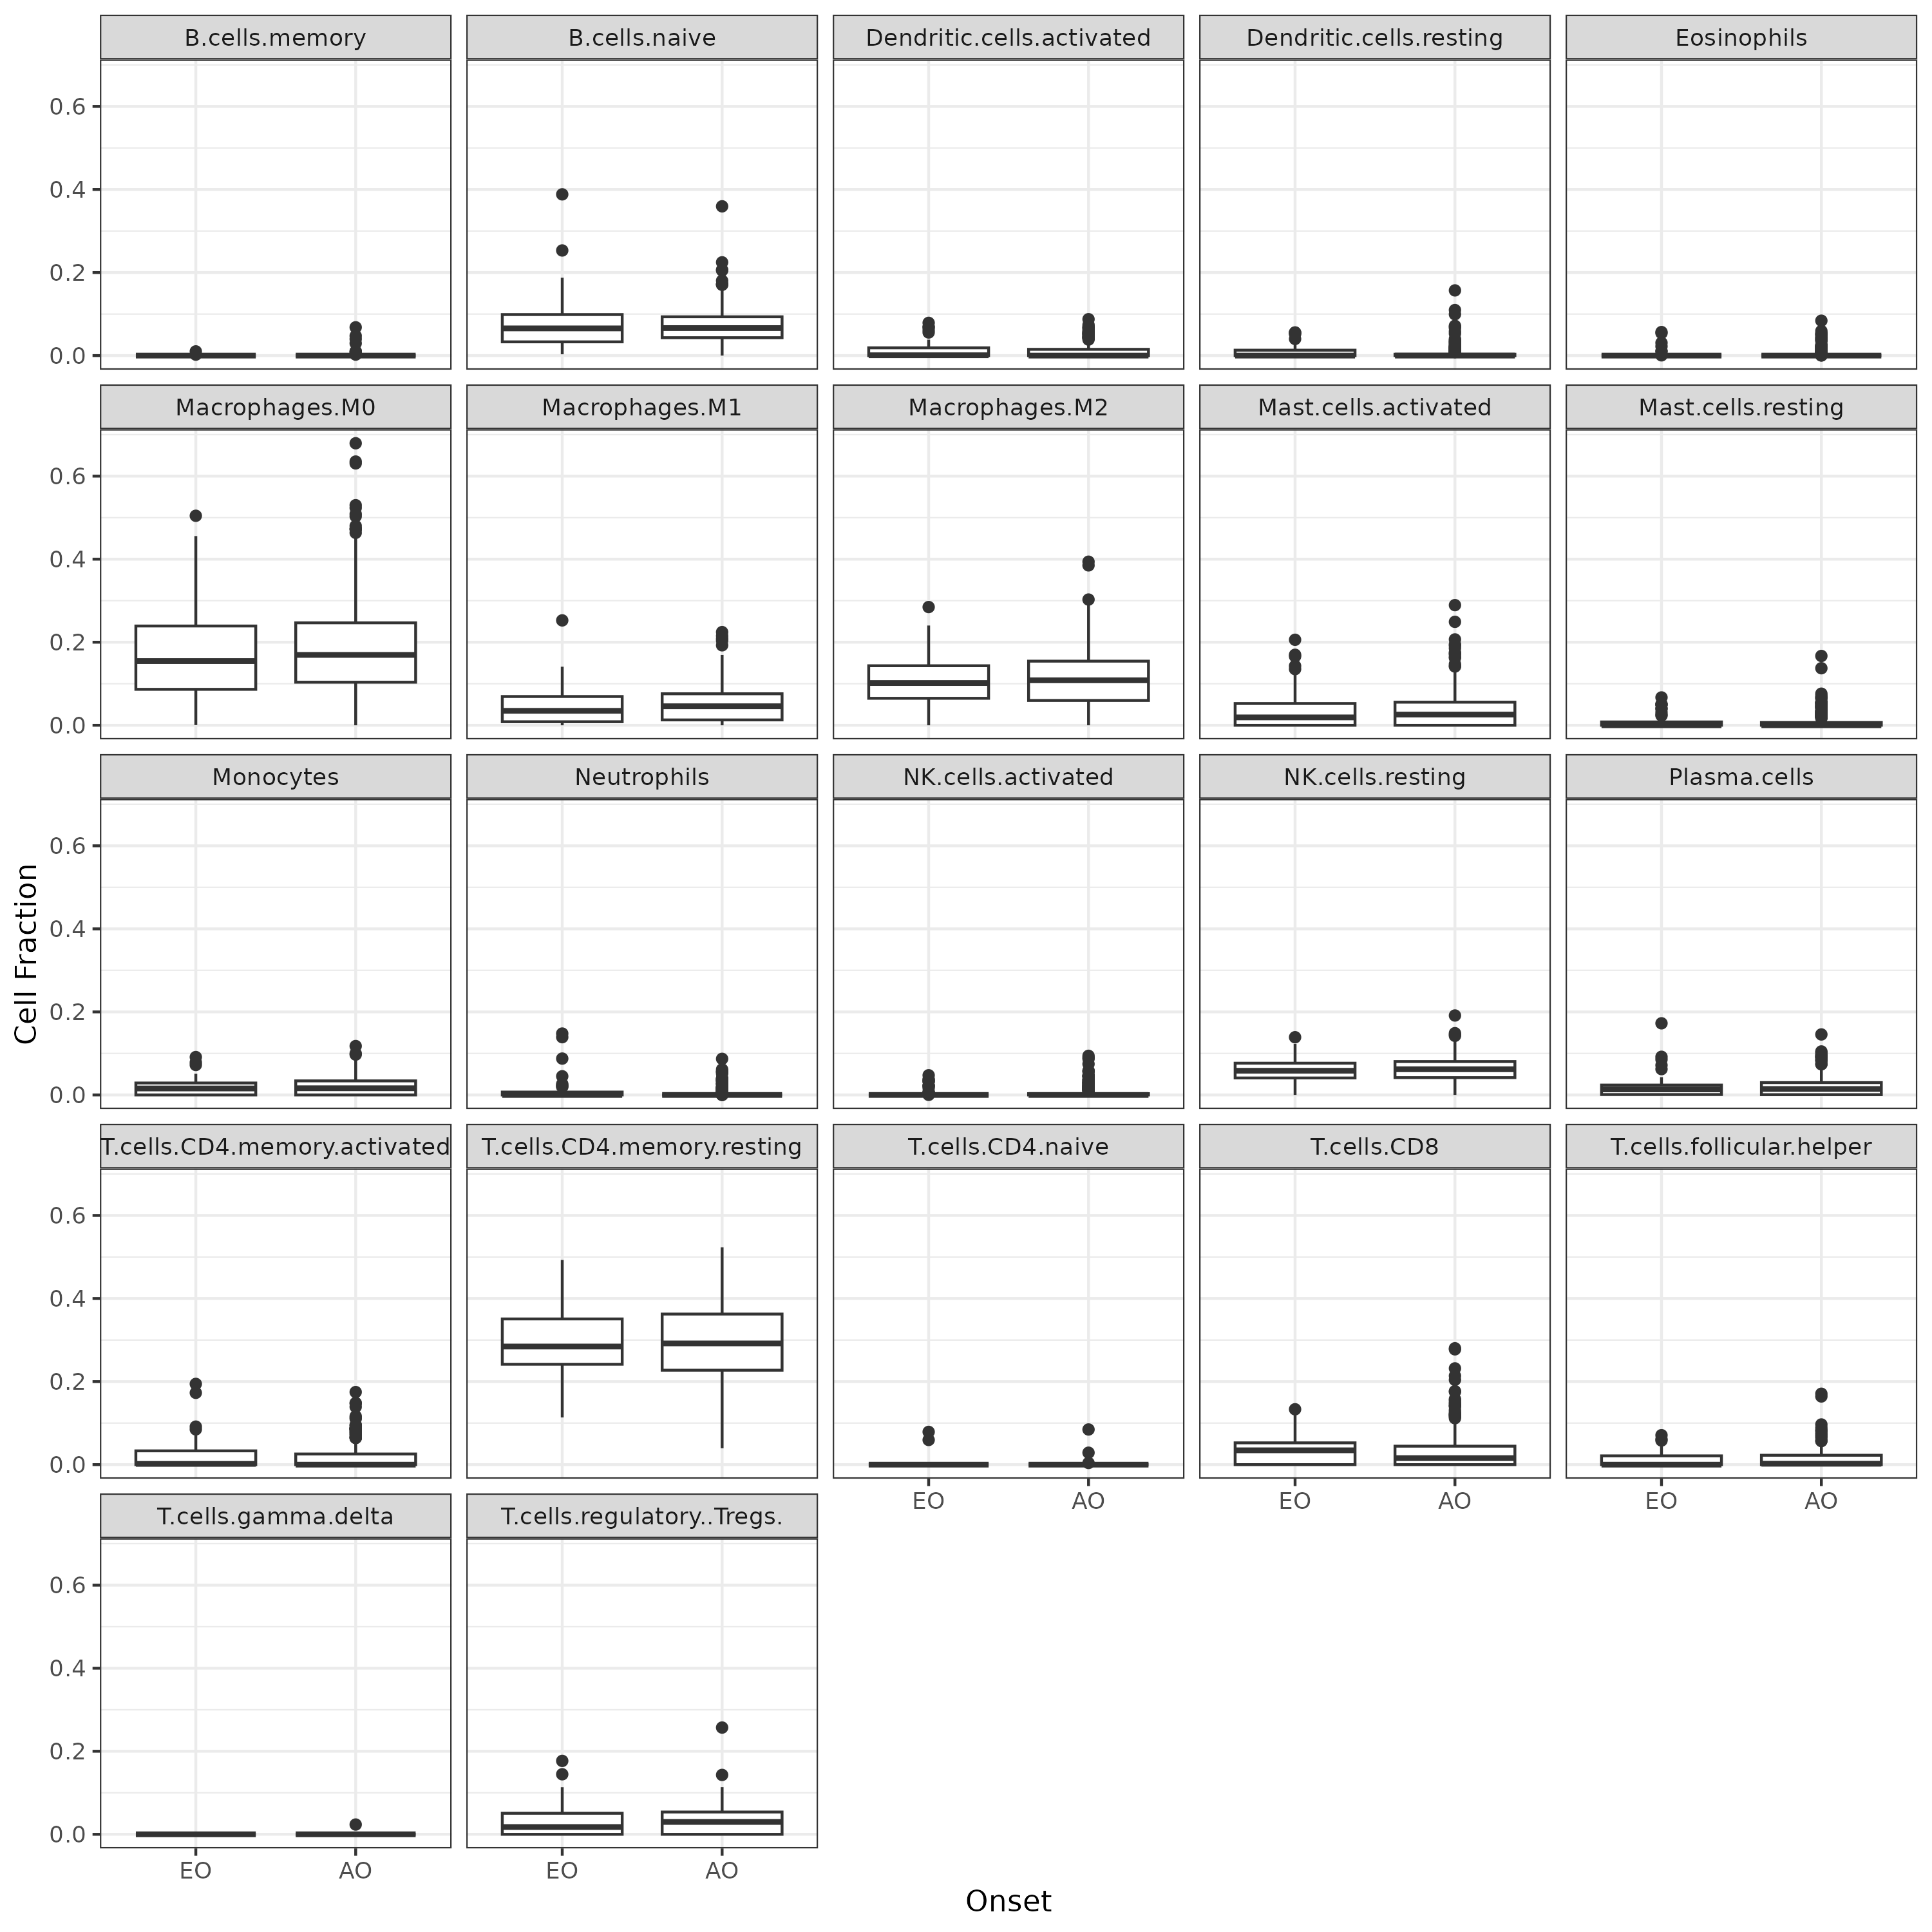 B.cells.memory
B.cells.naive
Dendritic.cells.activated
Dendritic.cells.resting
Eosinophils
0.6
0.4
0.2
0.0
Macrophages.M0
Macrophages.M1
Macrophages.M2
Mast.cells.activated
Mast.cells.resting
0.6
0.4
0.2
0.0
Monocytes
Neutrophils
NK.cells.activated
NK.cells.resting
Plasma.cells
0.6
0.4
0.2
0.0
Cell Fraction
T.cells.CD4.memory.activated
T.cells.CD4.memory.resting
T.cells.CD4.naive
T.cells.CD8
T.cells.follicular.helper
0.6
0.4
0.2
0.0
EO AO
EO AO
EO AO
T.cells.gamma.delta
T.cells.regulatory..Tregs.
0.6
0.4
0.2
0.0
EO AO
EO AO
Onset